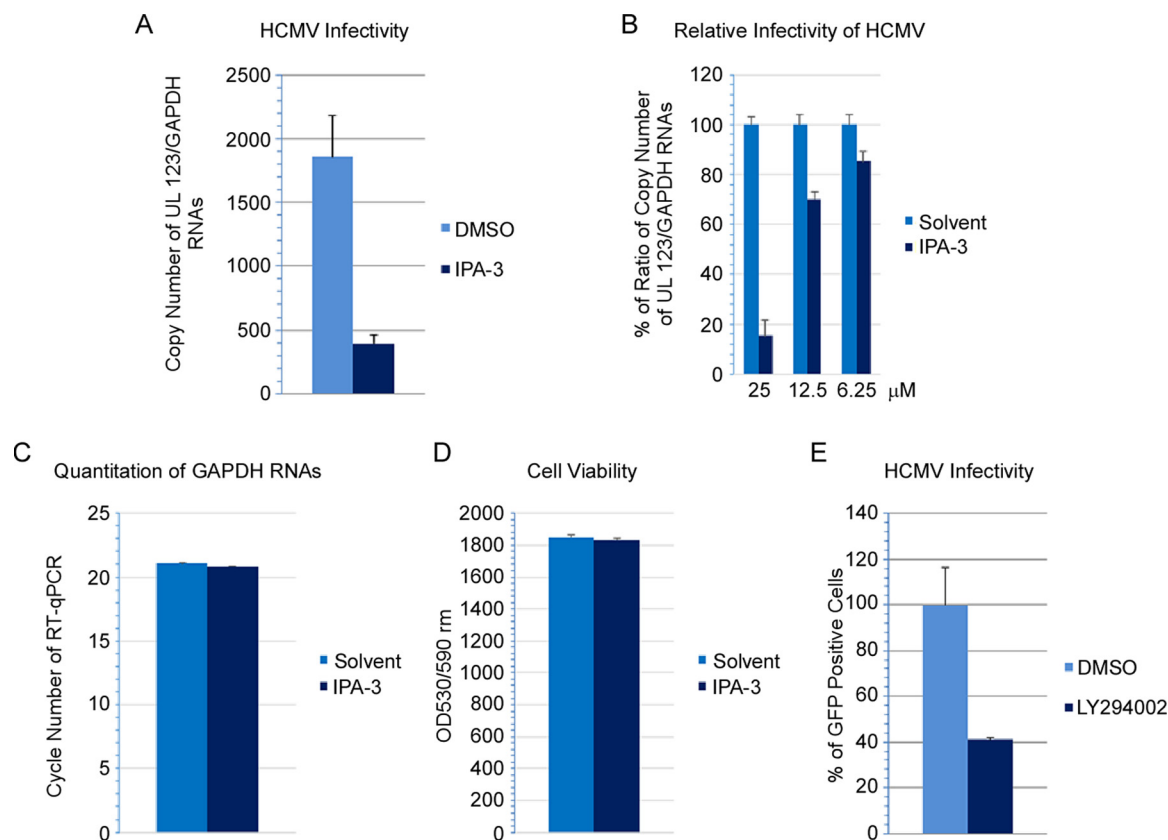 A
HCMV Infectivity
Copy Number of UL 123/GAPDH
RNAs
2500
2000
1500
1000
500
0
DMSO
IPA-3
B
Relative Infectivity of HCMV
% of Ratio of Copy Number
of UL 123/GAPDH RNAs
120
100
80
60
40
20
0
25 12.5 6.25 μM
Solvent
IPA-3
C
Quantitation of GAPDH RNAs
Cycle Number of RT-qPCR
25
20
15
10
5
0
Solvent
IPA-3
D
Cell Viability
OD530/590 rm
2000
1800
1600
1400
1200
1000
800
600
400
200
0
Solvent
IPA-3
E
HCMV Infectivity
% of GFP Positive Cells
140
120
100
80
60
40
20
0
DMSO
LY294002